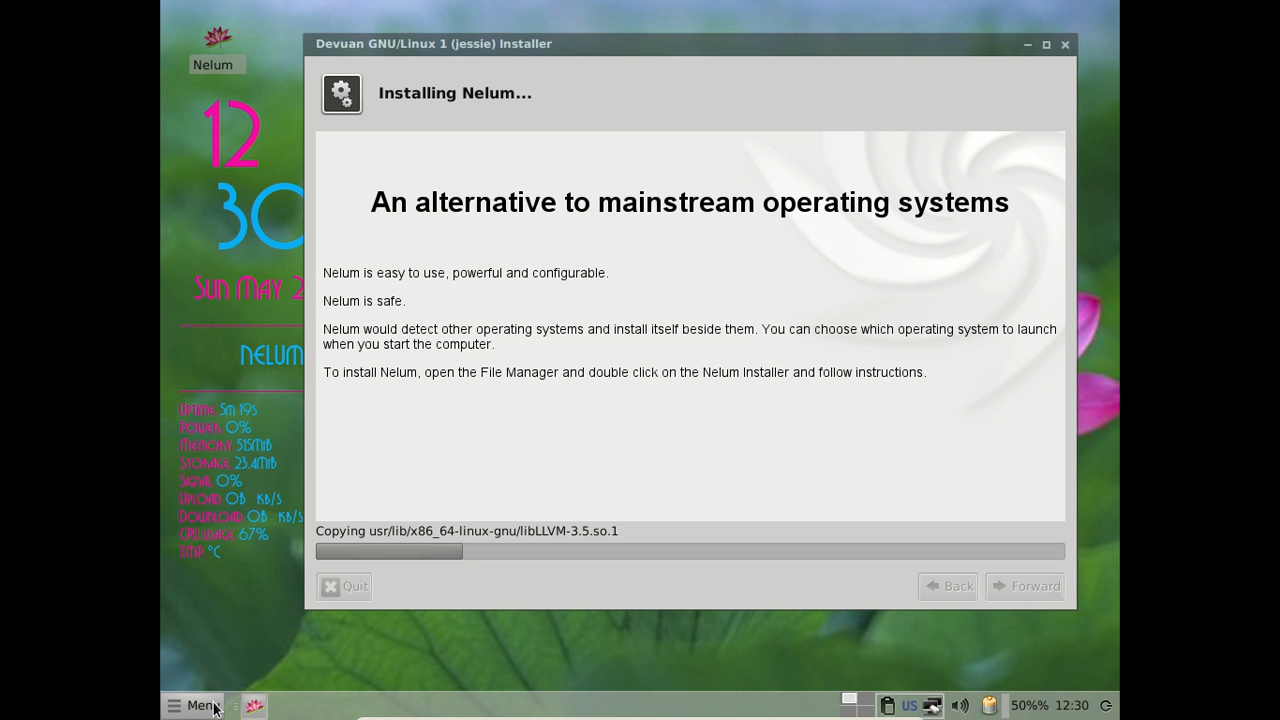 Nelum
12
30
Sun May 2
Nelum
Uptime 5m 19s
Power 0%
Memory 515MiB
Storage 23.4MiB
Signal 0%
Upload 0B kB/s
Download 0B kB/s
CPU Usage 67%
Tmp °C
Devuan GNU/Linux 1 (jessie) Installer
Installing Nelum...
An alternative to mainstream operating systems
Nelum is easy to use, powerful and configurable.
Nelum is safe.
Nelum would detect other operating systems and install itself beside them. You can choose which operating system to launch
when you start the computer.
To install Nelum, open the File Manager and double click on the Nelum Installer and follow instructions.
Copying usr/lib/x86_64-linux-gnu/libLLVM-3.5.so.1
Quit
Back
Forward
Menu
US
50%% 12:30